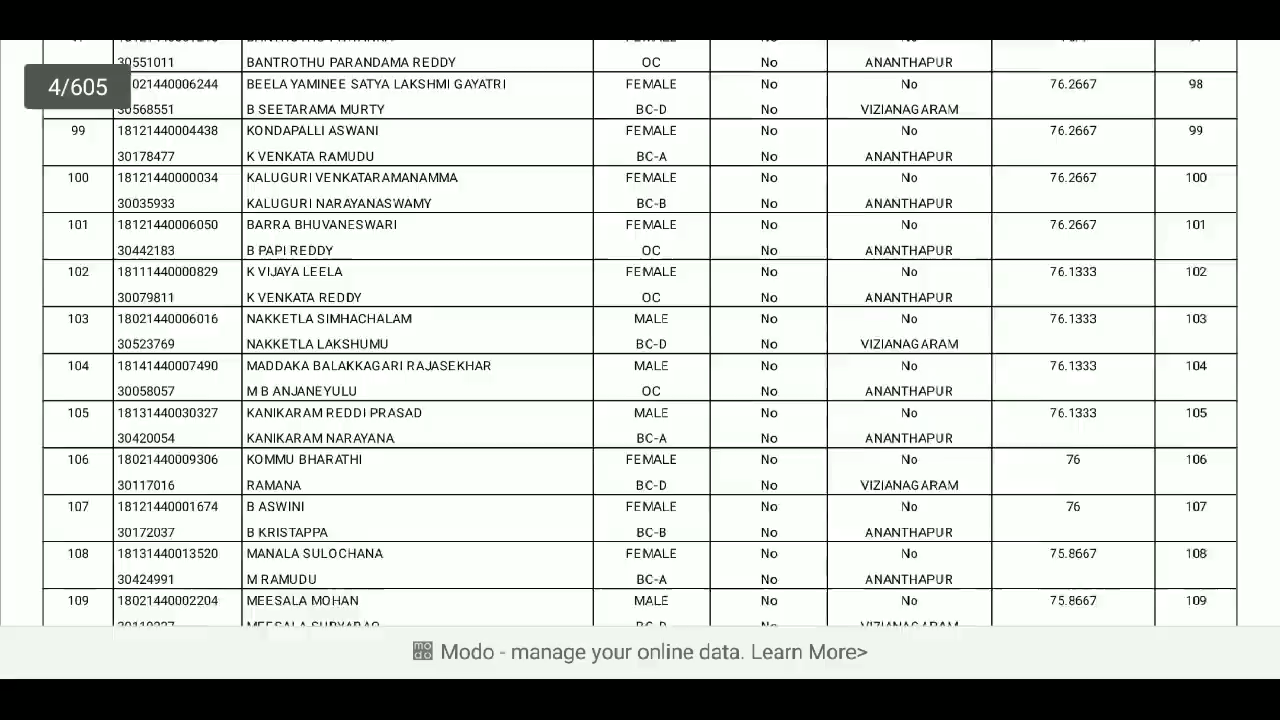 30551011 BANTROTHU PARANDAMA REDDY OC No ANANTHAPUR
4/605
18021440006244 BEELA YAMINEE SATYA LAKSHMI GAYATRI FEMALE No No 76.2667 98
30568551 B SEETARAMA MURTY BC-D No VIZIANAGARAM
99 18121440004438 KONDAPALLI ASWANI FEMALE No No 76.2667 99
30178477 K VENKATA RAMUDU BC-A No ANANTHAPUR
100 18121440000034 KALUGURI VENKATARAMANAMMA FEMALE No No 76.2667 100
30035933 KALUGURI NARAYANASWAMY BC-B No ANANTHAPUR
101 18121440006050 BARRA BHUVANESWARI FEMALE No No 76.2667 101
30442183 B PAPI REDDY OC No ANANTHAPUR
102 18111440000829 K VIJAYA LEELA FEMALE No No 76.1333 102
30079811 K VENKATA REDDY OC No ANANTHAPUR
103 18021440006016 NAKKETLA SIMHACHALAM MALE No No 76.1333 103
30523769 NAKKETLA LAKSHUMU BC-D No VIZIANAGARAM
104 18141440007490 MADDAKA BALAKKAGARI RAJASEKHAR MALE No No 76.1333 104
30058057 M B ANJANEYULU OC No ANANTHAPUR
105 18131440030327 KANIKARAM REDDI PRASAD MALE No No 76.1333 105
30420054 KANIKARAM NARAYANA BC-A No ANANTHAPUR
106 18021440009306 KOMMU BHARATHI FEMALE No No 76 106
30117016 RAMANA BC-D No VIZIANAGARAM
107 18121440001674 B ASWINI FEMALE No No 76 107
30172037 B KRISTAPPA BC-B No ANANTHAPUR
108 18131440013520 MANALA SULOCHANA FEMALE No No 75.8667 108
30424991 M RAMUDU BC-A No ANANTHAPUR
109 18021440002204 MEESALA MOHAN MALE No No 75.8667 109
Modo - manage your online data. Learn More>